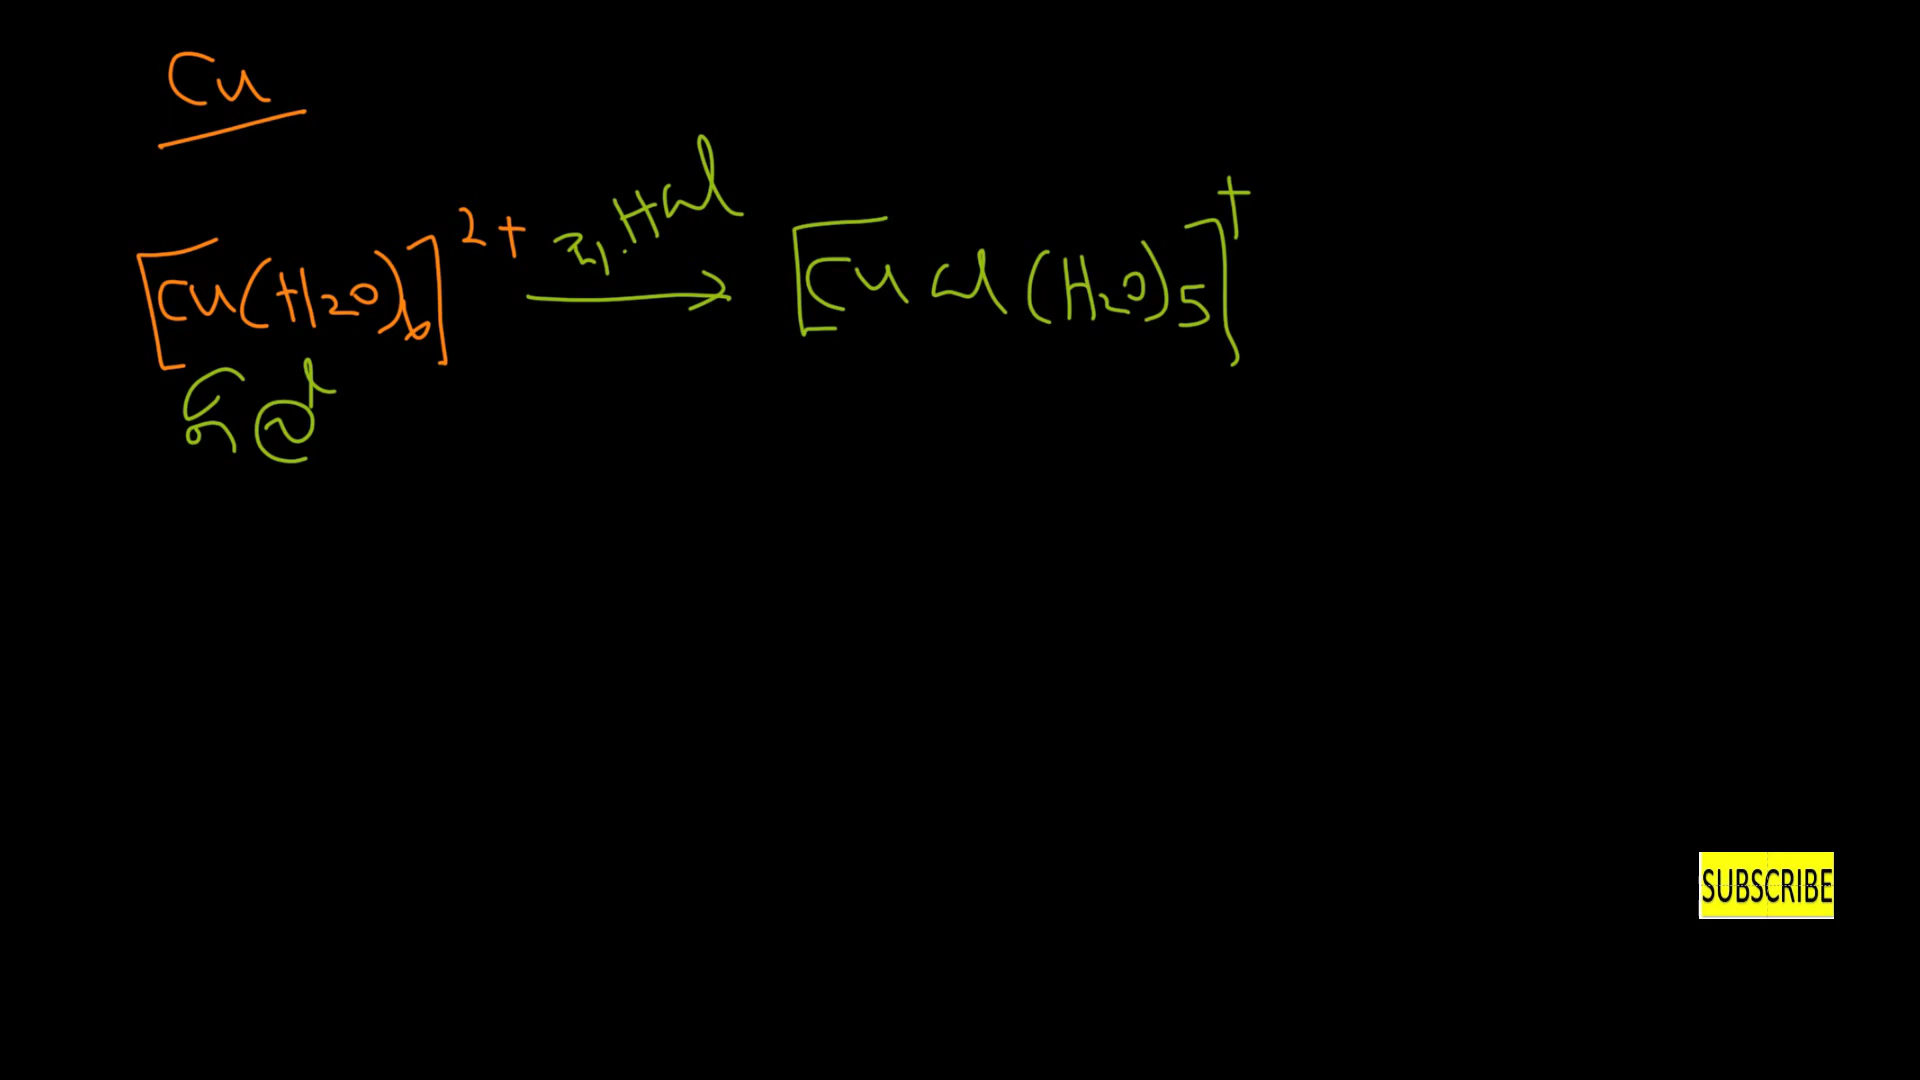 Cu
[Cu(H₂O)₆]²⁺ HCl → [CuCl(H₂O)₅]⁺
නිල්
SUBSCRIBE